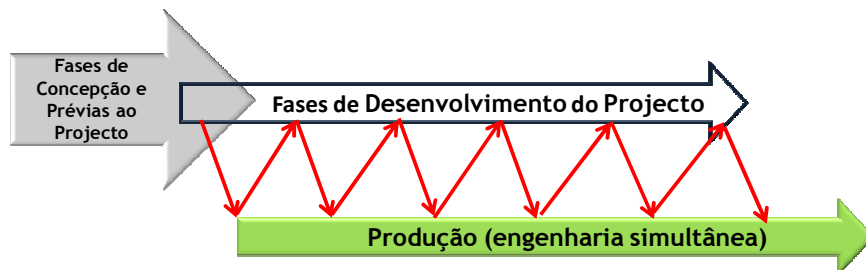 Fases de
Concepção e
Prévias ao
Projecto
Fases de Desenvolvimento do Projecto
Produção (engenharia simultânea)